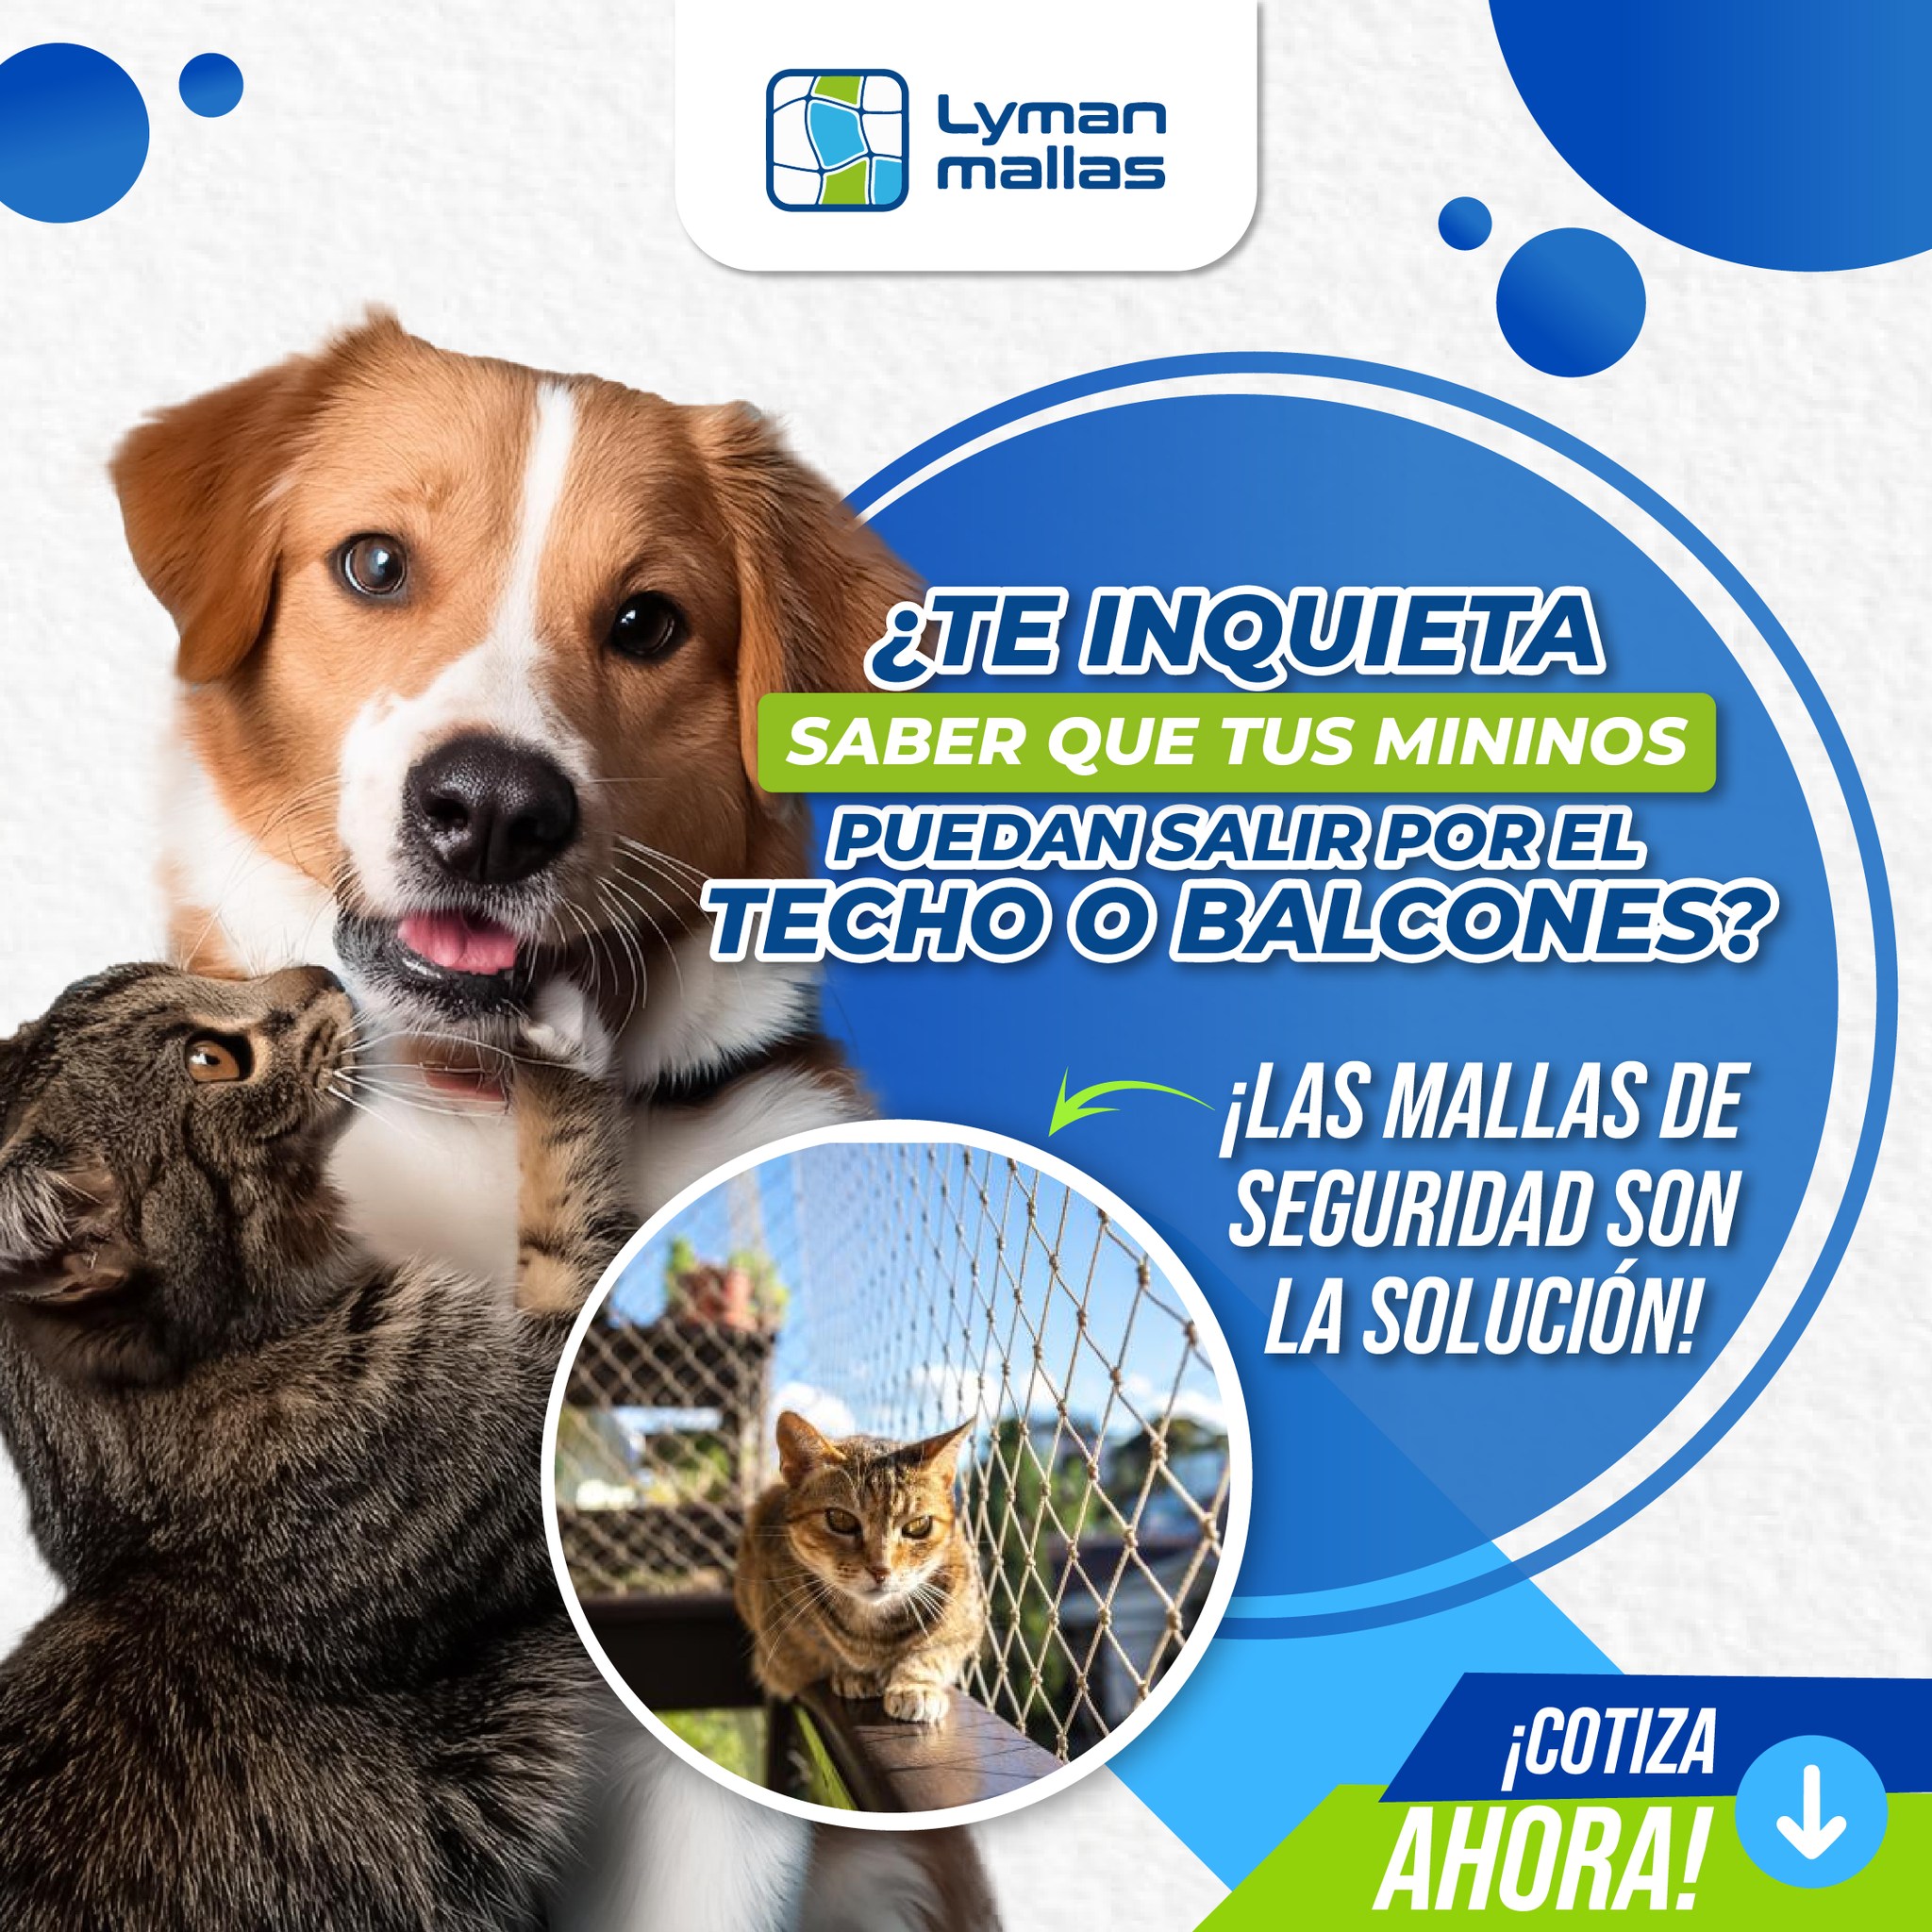 Lyman
mallas
¿TE INQUIETA
SABER QUE TUS MININOS
PUEDAN SALIR POR EL
TECHO O BALCONES?
¡LAS MALLAS DE
SEGURIDAD SON
LA SOLUCIÓN!
¡COTIZA
AHORA!